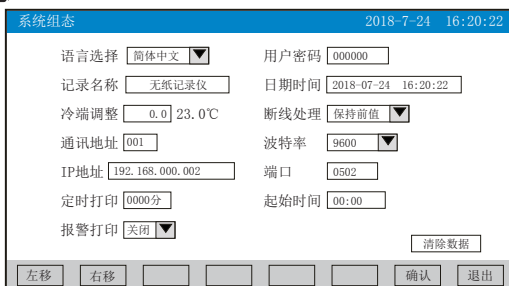 系统组态 2018-7-24 16:20:22
语言选择 简体中文 用户密码 000000
记录名称 无纸记录仪 日期时间 2018-07-24 16:20:22
冷端调整 0.0 23.0℃ 断线处理 保持前值
通讯地址 001 波特率 9600
IP地址 192.168.000.002 端口 0502
定时打印 0000分 起始时间 00:00
报警打印 关闭
清除数据
左移 右移 确认 退出